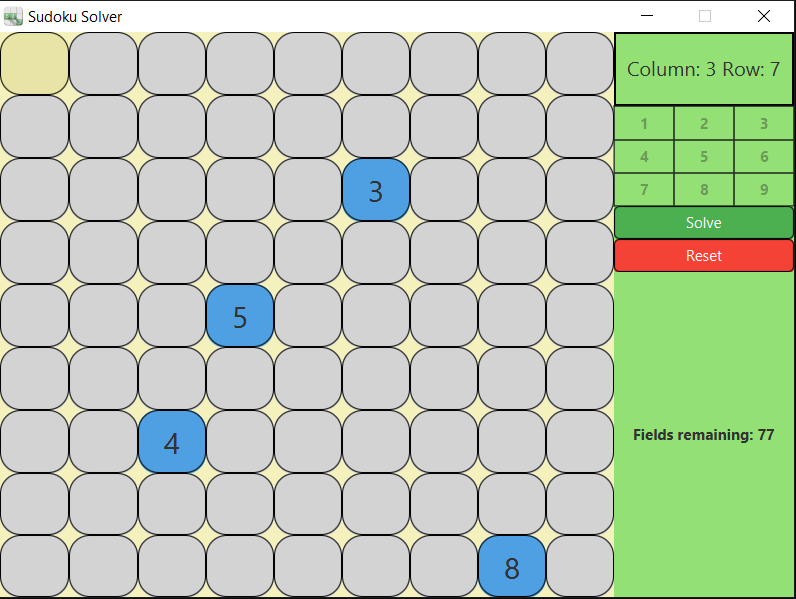 Sudoku Solver
Column: 3 Row: 7
1 2 3
4 5 6
7 8 9
Solve
Reset
Fields remaining: 77
3
5
4
8